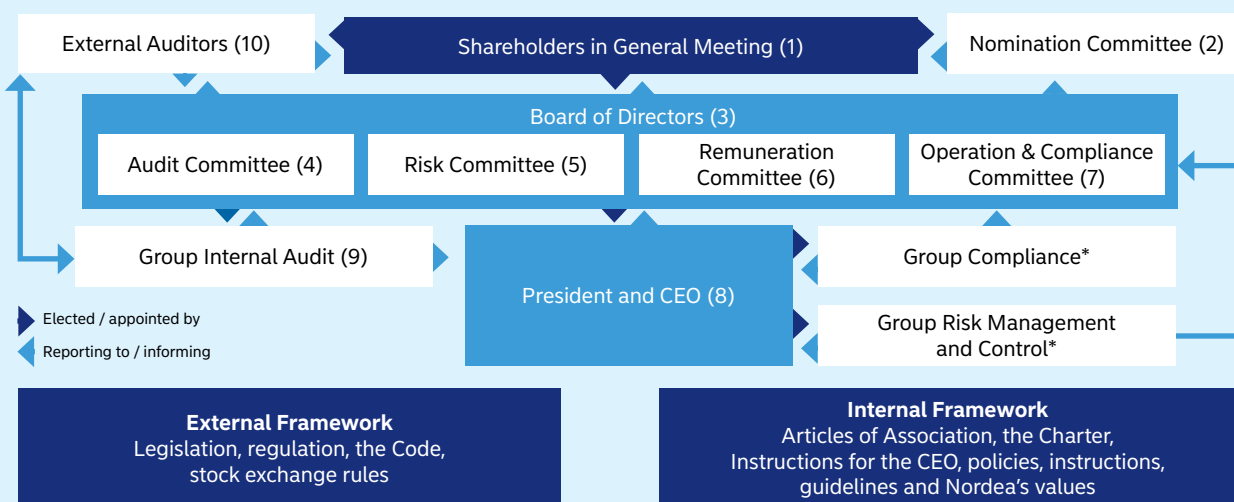 External Auditors (10)
Shareholders in General Meeting (1)
Nomination Committee (2)
Board of Directors (3)
Audit Committee (4)
Risk Committee (5)
Remuneration
Committee (6)
Operation & Compliance
Committee (7)
Group Internal Audit (9)
President and CEO (8)
Group Compliance*
Group Risk Management
and Control*
Elected / appointed by
Reporting to / informing
External Framework
Legislation, regulation, the Code,
stock exchange rules
Internal Framework
Articles of Association, the Charter,
Instructions for the CEO, policies, instructions,
guidelines and Nordea's values